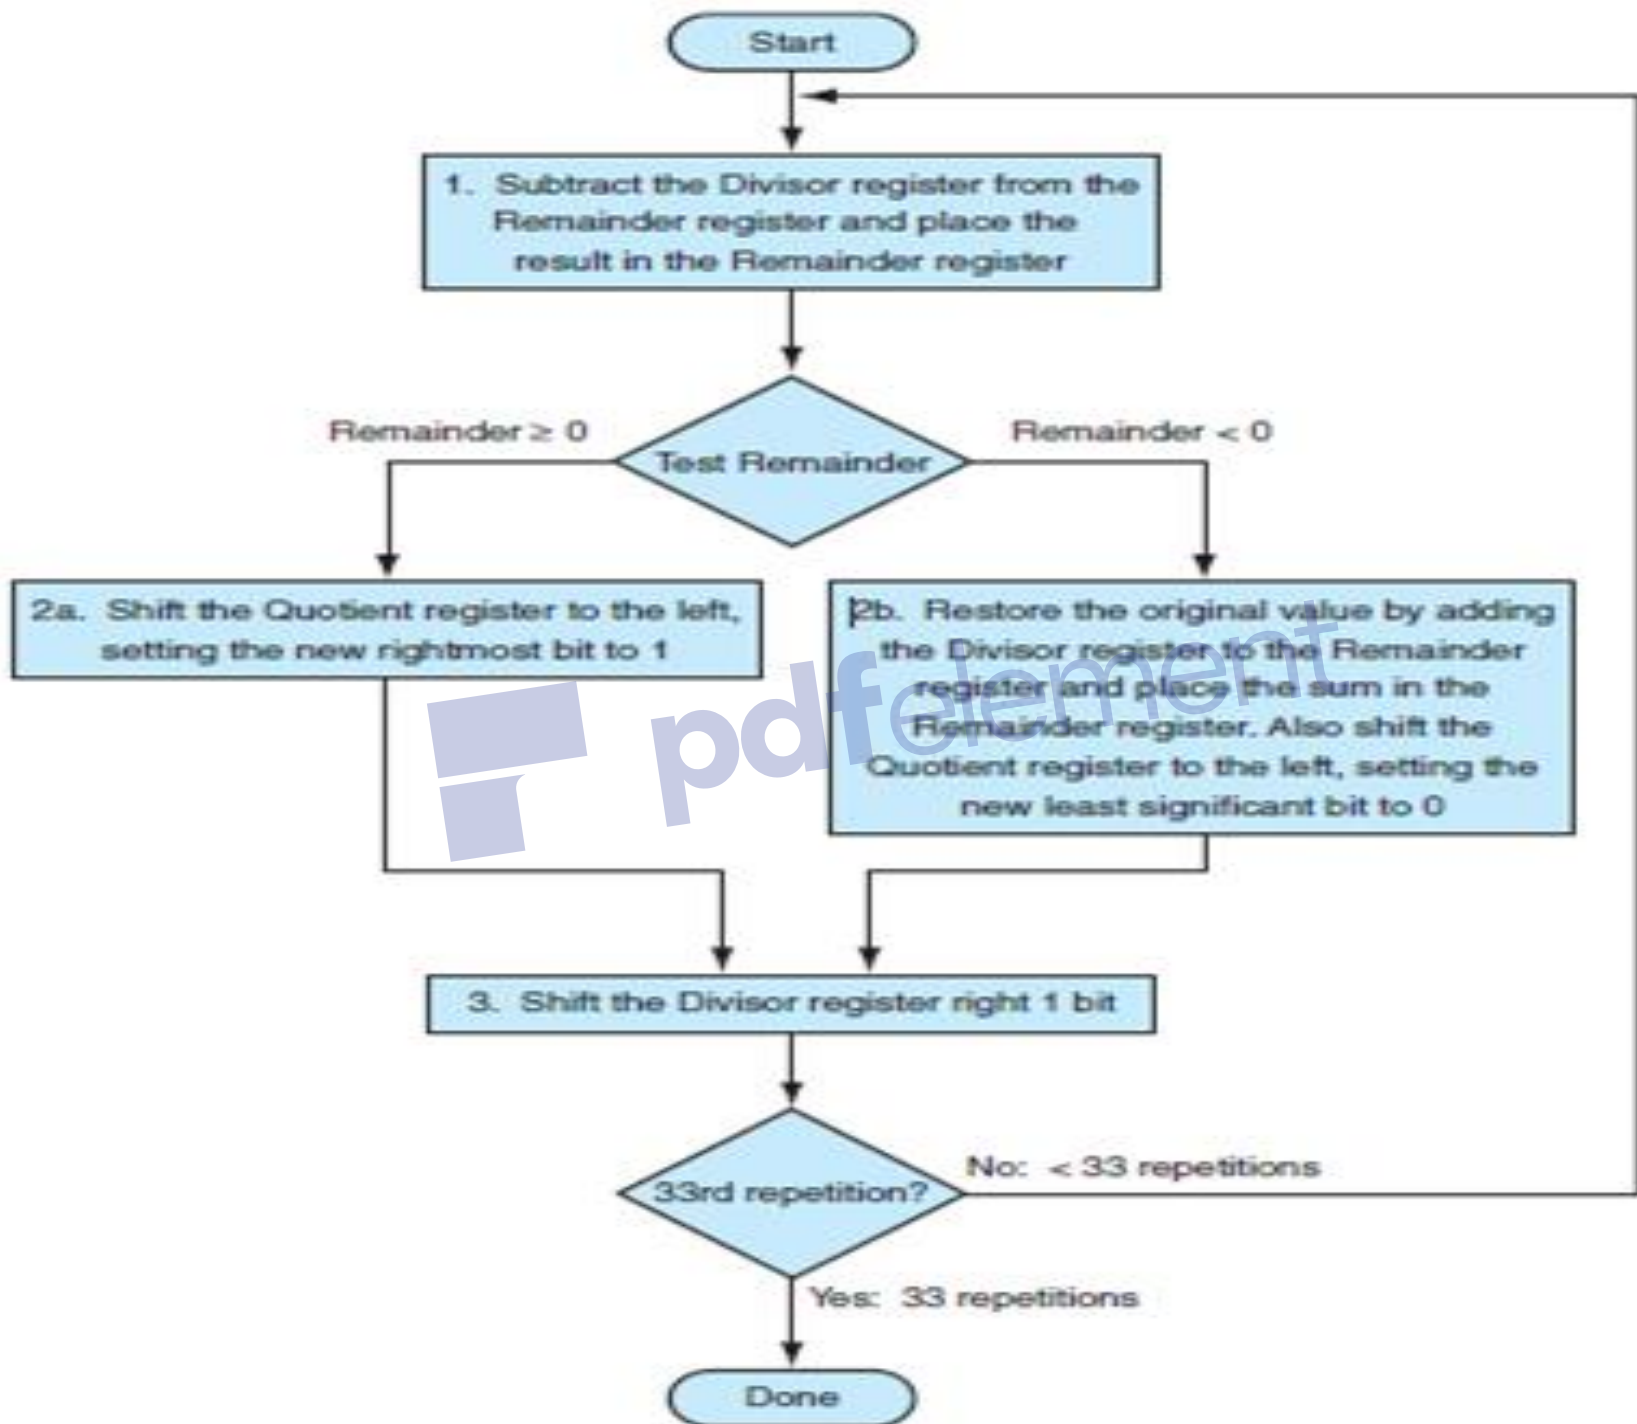 Start
1. Subtract the Divisor register from the
Remainder register and place the
result in the Remainder register
Remainder ≥ 0
Test Remainder
Remainder < 0
2a. Shift the Quotient register to the left,
setting the new rightmost bit to 1
2b. Restore the original value by adding
the Divisor register to the Remainder
register and place the sum in the
Remainder register. Also shift the
Quotient register to the left, setting the
new least significant bit to 0
pdfelement
3. Shift the Divisor register right 1 bit
33rd repetition?
No: < 33 repetitions
Yes: 33 repetitions
Done